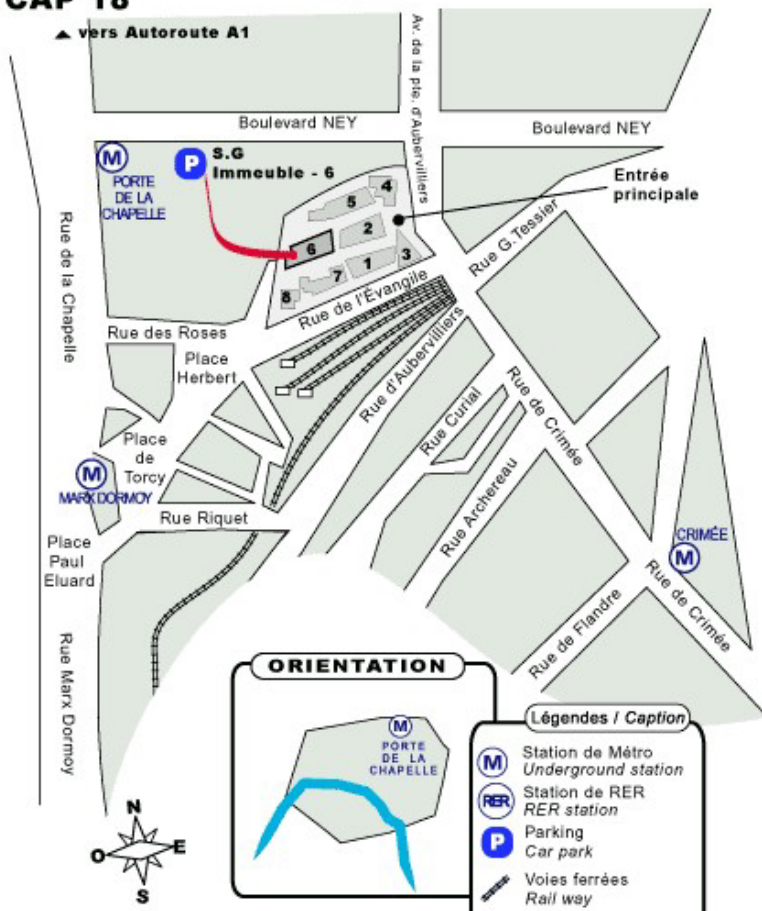 CAP 18
▲ vers Autoroute A1
Av. de la pte. d'Aubervilliers
Boulevard NEY
Boulevard NEY
M
PORTE
DE LA
CHAPELLE
P
S.G
Immeuble - 6
Entrée
principale
4
5
2
6
3
1
7
8
Rue G.Tessier
Rue de la Chapelle
Rue de l'Évangile
Rue des Roses
Place
Herbert
Rue d'Aubervilliers
Rue Curial
Rue de Crimée
Place
de
Torcy
M
MARX DORMOY
Rue Riquet
Rue Archereau
CRIMÉE
M
Place
Paul
Eluard
Rue de Crimée
Rue de Flandre
Rue Marx Dormoy
ORIENTATION
M
PORTE
DE LA
CHAPELLE
N
O
E
S
Légendes / Caption
M
Station de Métro
Underground station
RER
Station de RER
RER station
P
Parking
Car park
Voies ferrées
Rail way